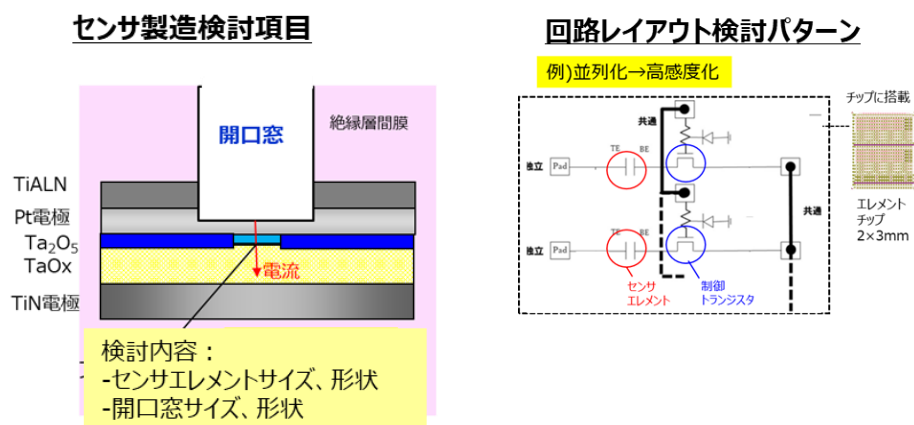 センサ製造検討項目
開口窓
絶縁層間膜
TiALN
Pt電極
Ta₂O₅
TaOx
TiN電極
電流
検討内容：
-センサエレメントサイズ、形状
-開口窓サイズ、形状
回路レイアウト検討パターン
例)並列化→高感度化
チップに搭載
共通
TE
BE
独立
Pad
共通
TE
BE
独立
Pad
センサ
エレメント
制御
トランジスタ
エレメント
チップ
2×3mm